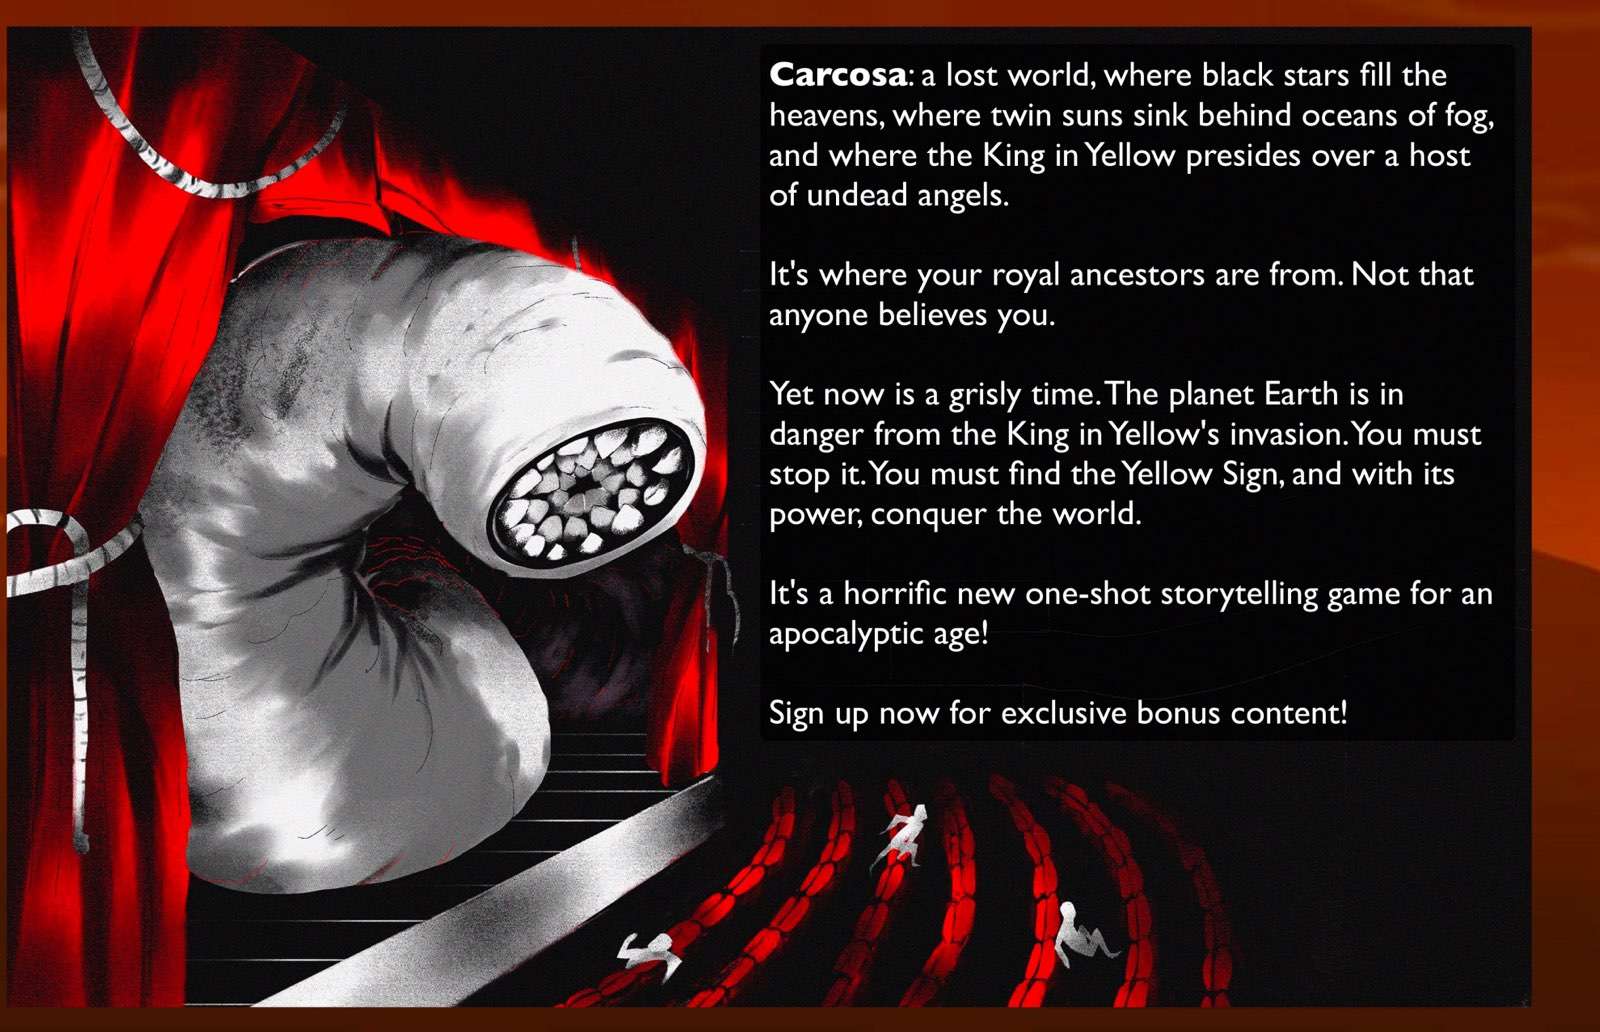 Carcosa: a lost world, where black stars fill the
heavens, where twin suns sink behind oceans of fog,
and where the King in Yellow presides over a host
of undead angels.
It's where your royal ancestors are from. Not that
anyone believes you.
Yet now is a grisly time. The planet Earth is in
danger from the King in Yellow's invasion. You must
stop it. You must find the Yellow Sign, and with its
power, conquer the world.
It's a horrific new one-shot storytelling game for an
apocalyptic age!
Sign up now for exclusive bonus content!